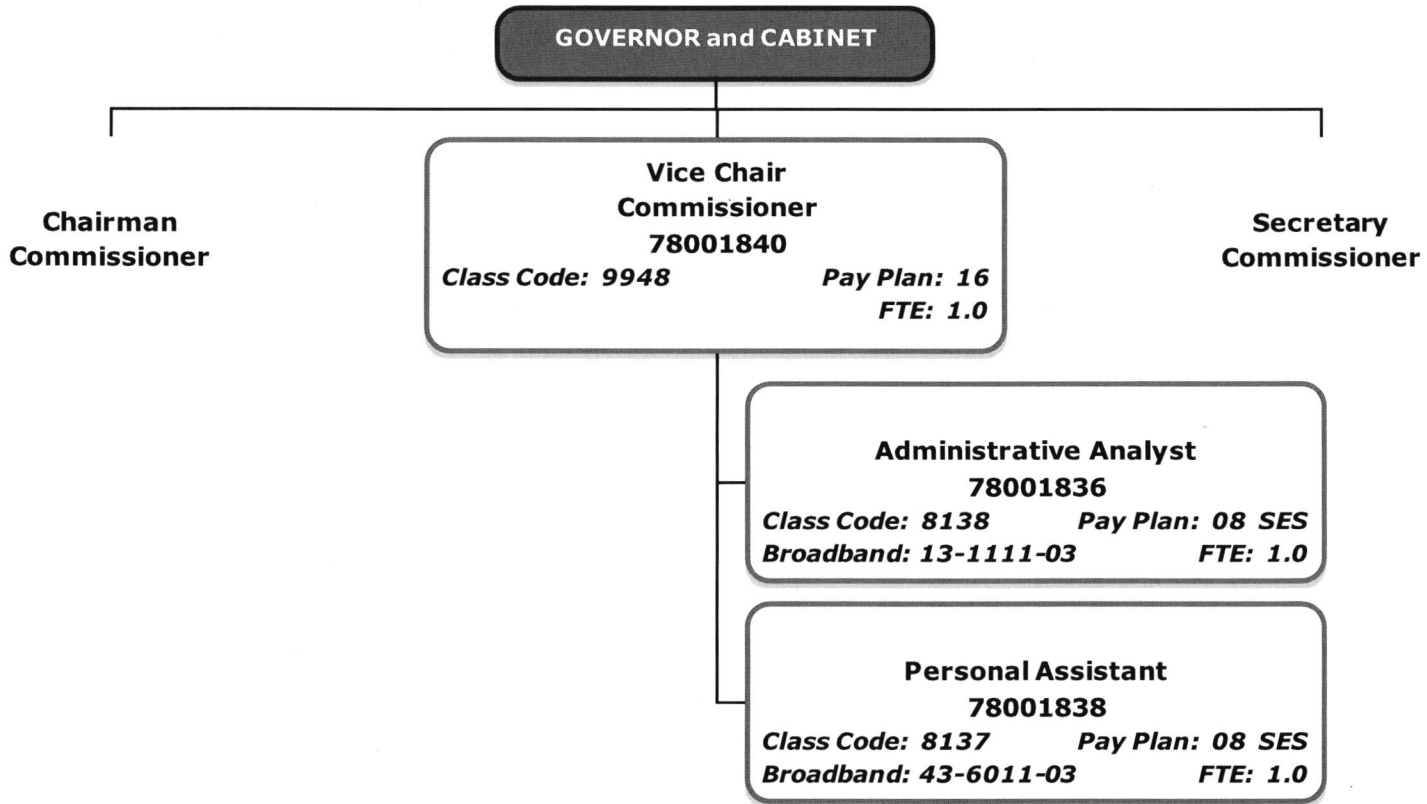 GOVERNOR and CABINET
Chairman
Commissioner
Vice Chair
Commissioner
78001840
Class Code: 9948 Pay Plan: 16
FTE: 1.0
Secretary
Commissioner
Administrative Analyst
78001836
Class Code: 8138 Pay Plan: 08 SES
Broadband: 13-1111-03 FTE: 1.0
Personal Assistant
78001838
Class Code: 8137 Pay Plan: 08 SES
Broadband: 43-6011-03 FTE: 1.0